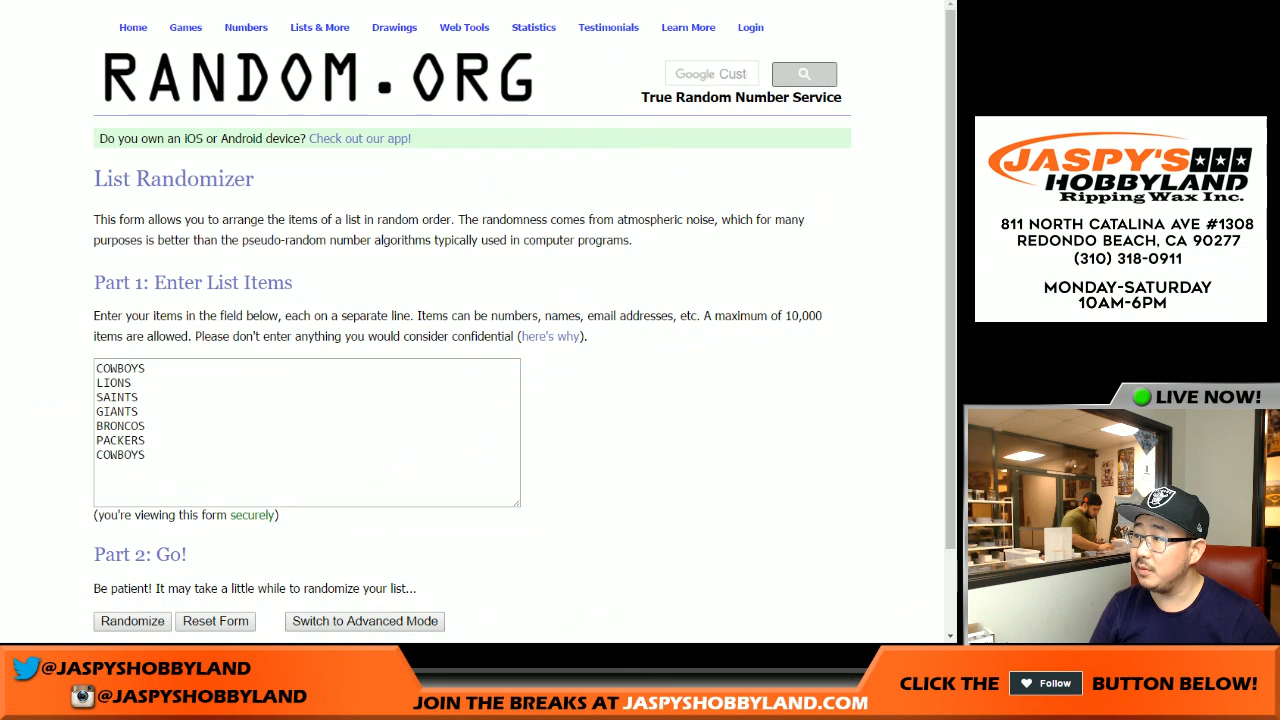 Home Games Numbers Lists & More Drawings Web Tools Statistics Testimonials Learn More Login
RANDOM.ORG
Google Cust
True Random Number Service
Do you own an iOS or Android device? Check out our app!
List Randomizer
This form allows you to arrange the items of a list in random order. The randomness comes from atmospheric noise, which for many
purposes is better than the pseudo-random number algorithms typically used in computer programs.
Part 1: Enter List Items
Enter your items in the field below, each on a separate line. Items can be numbers, names, email addresses, etc. A maximum of 10,000
items are allowed. Please don't enter anything you would consider confidential (here's why).
COWBOYS
LIONS
SAINTS
GIANTS
BRONCOS
PACKERS
COWBOYS
(you're viewing this form securely)
Part 2: Go!
Be patient! It may take a little while to randomize your list...
Randomize Reset Form Switch to Advanced Mode
JASPY'S
HOBBYLAND
Ripping Wax Inc.
811 NORTH CATALINA AVE #1308
REDONDO BEACH, CA 90277
(310) 318-0911
MONDAY-SATURDAY
10AM-6PM
LIVE NOW!
@JASPYSHOBBYLAND
@JASPYSHOBBYLAND
JOIN THE BREAKS AT JASPYSHOBBYLAND.COM
CLICK THE Follow BUTTON BELOW!